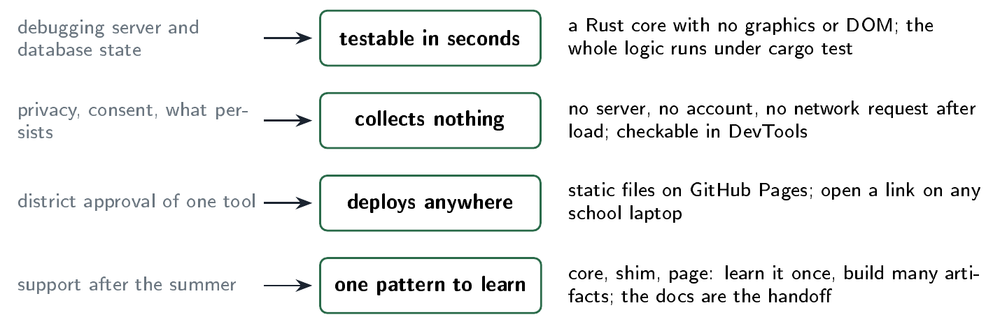 debugging server and
database state
testable in seconds
a Rust core with no graphics or DOM; the
whole logic runs under cargo test
privacy, consent, what per-
sists
collects nothing
no server, no account, no network request after
load; checkable in DevTools
district approval of one tool
deploys anywhere
static files on GitHub Pages; open a link on any
school laptop
support after the summer
one pattern to learn
core, shim, page: learn it once, build many arti-
facts; the docs are the handoff